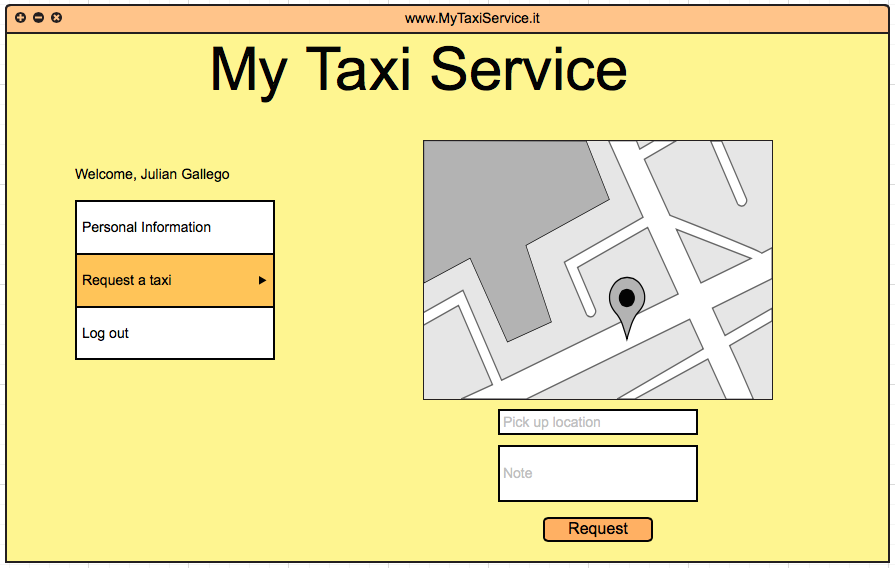 www.MyTaxiService.it
My Taxi Service
Welcome, Julian Gallego
Personal Information
Request a taxi
Log out
Pick up location
Note
Request